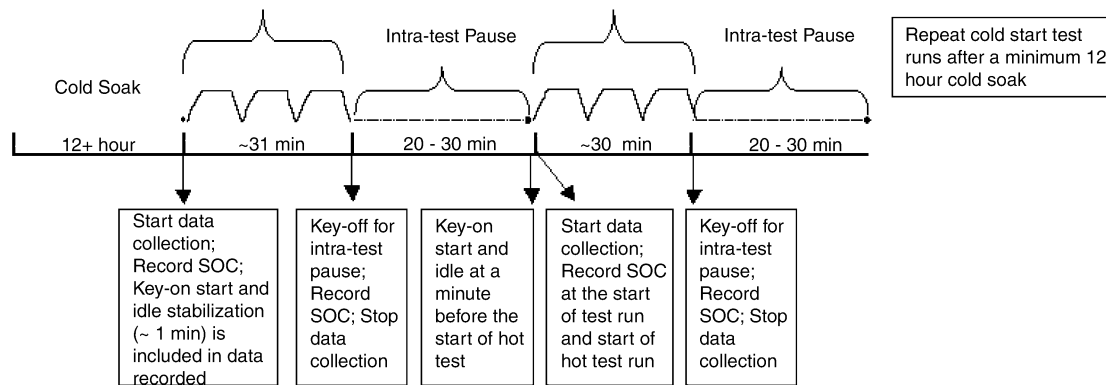 Intra-test Pause
Intra-test Pause
Repeat cold start test
runs after a minimum 12
hour cold soak
Cold Soak
12+ hour
~31 min
20 - 30 min
~30 min
20 - 30 min
Start data
collection;
Record SOC;
Key-on start and
idle stabilization
(~ 1 min) is
included in data
recorded
Key-off for
intra-test
pause;
Record
SOC; Stop
data
collection
Key-on
start and
idle at a
minute
before the
start of hot
test
Start data
collection;
Record SOC
at the start
of test run
and start of
hot test run
Key-off for
intra-test
pause;
Record
SOC; Stop
data
collection